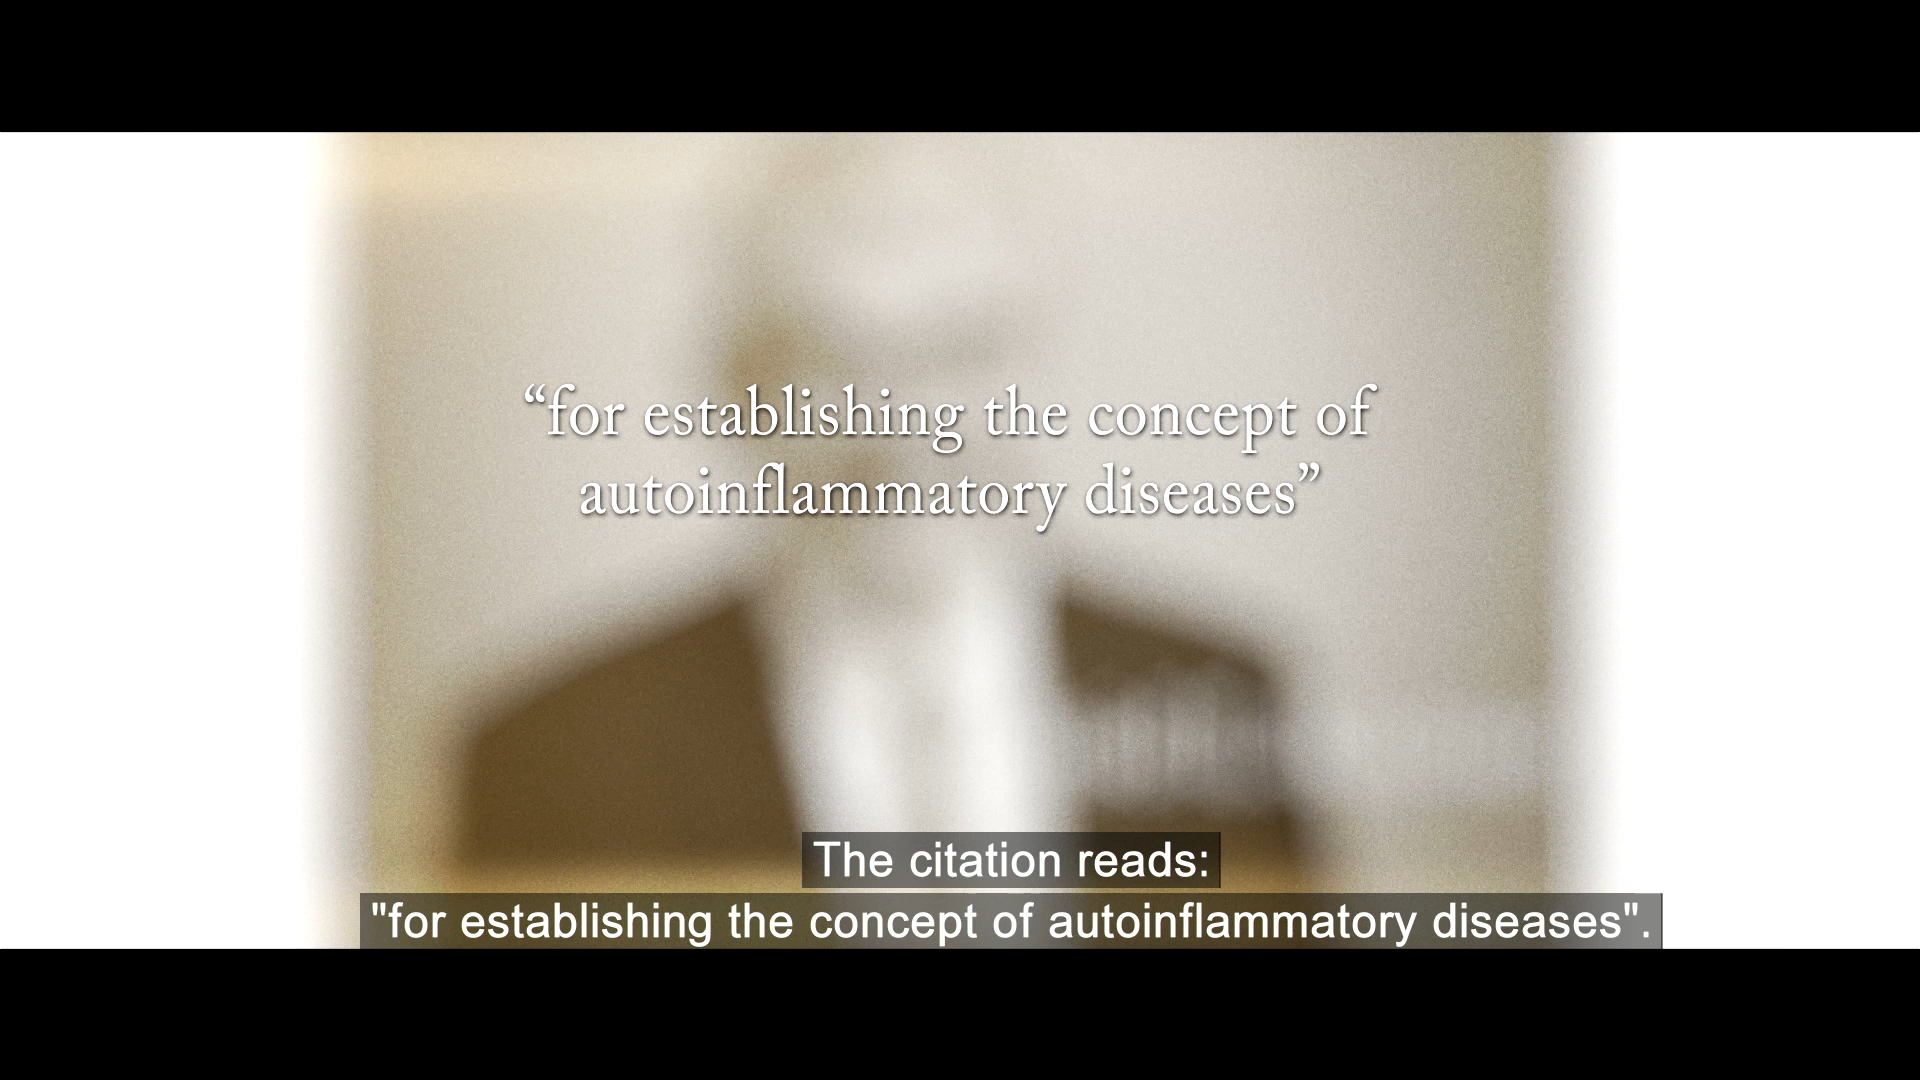 “for establishing the concept of
autoinflammatory diseases”
The citation reads:
"for establishing the concept of autoinflammatory diseases".